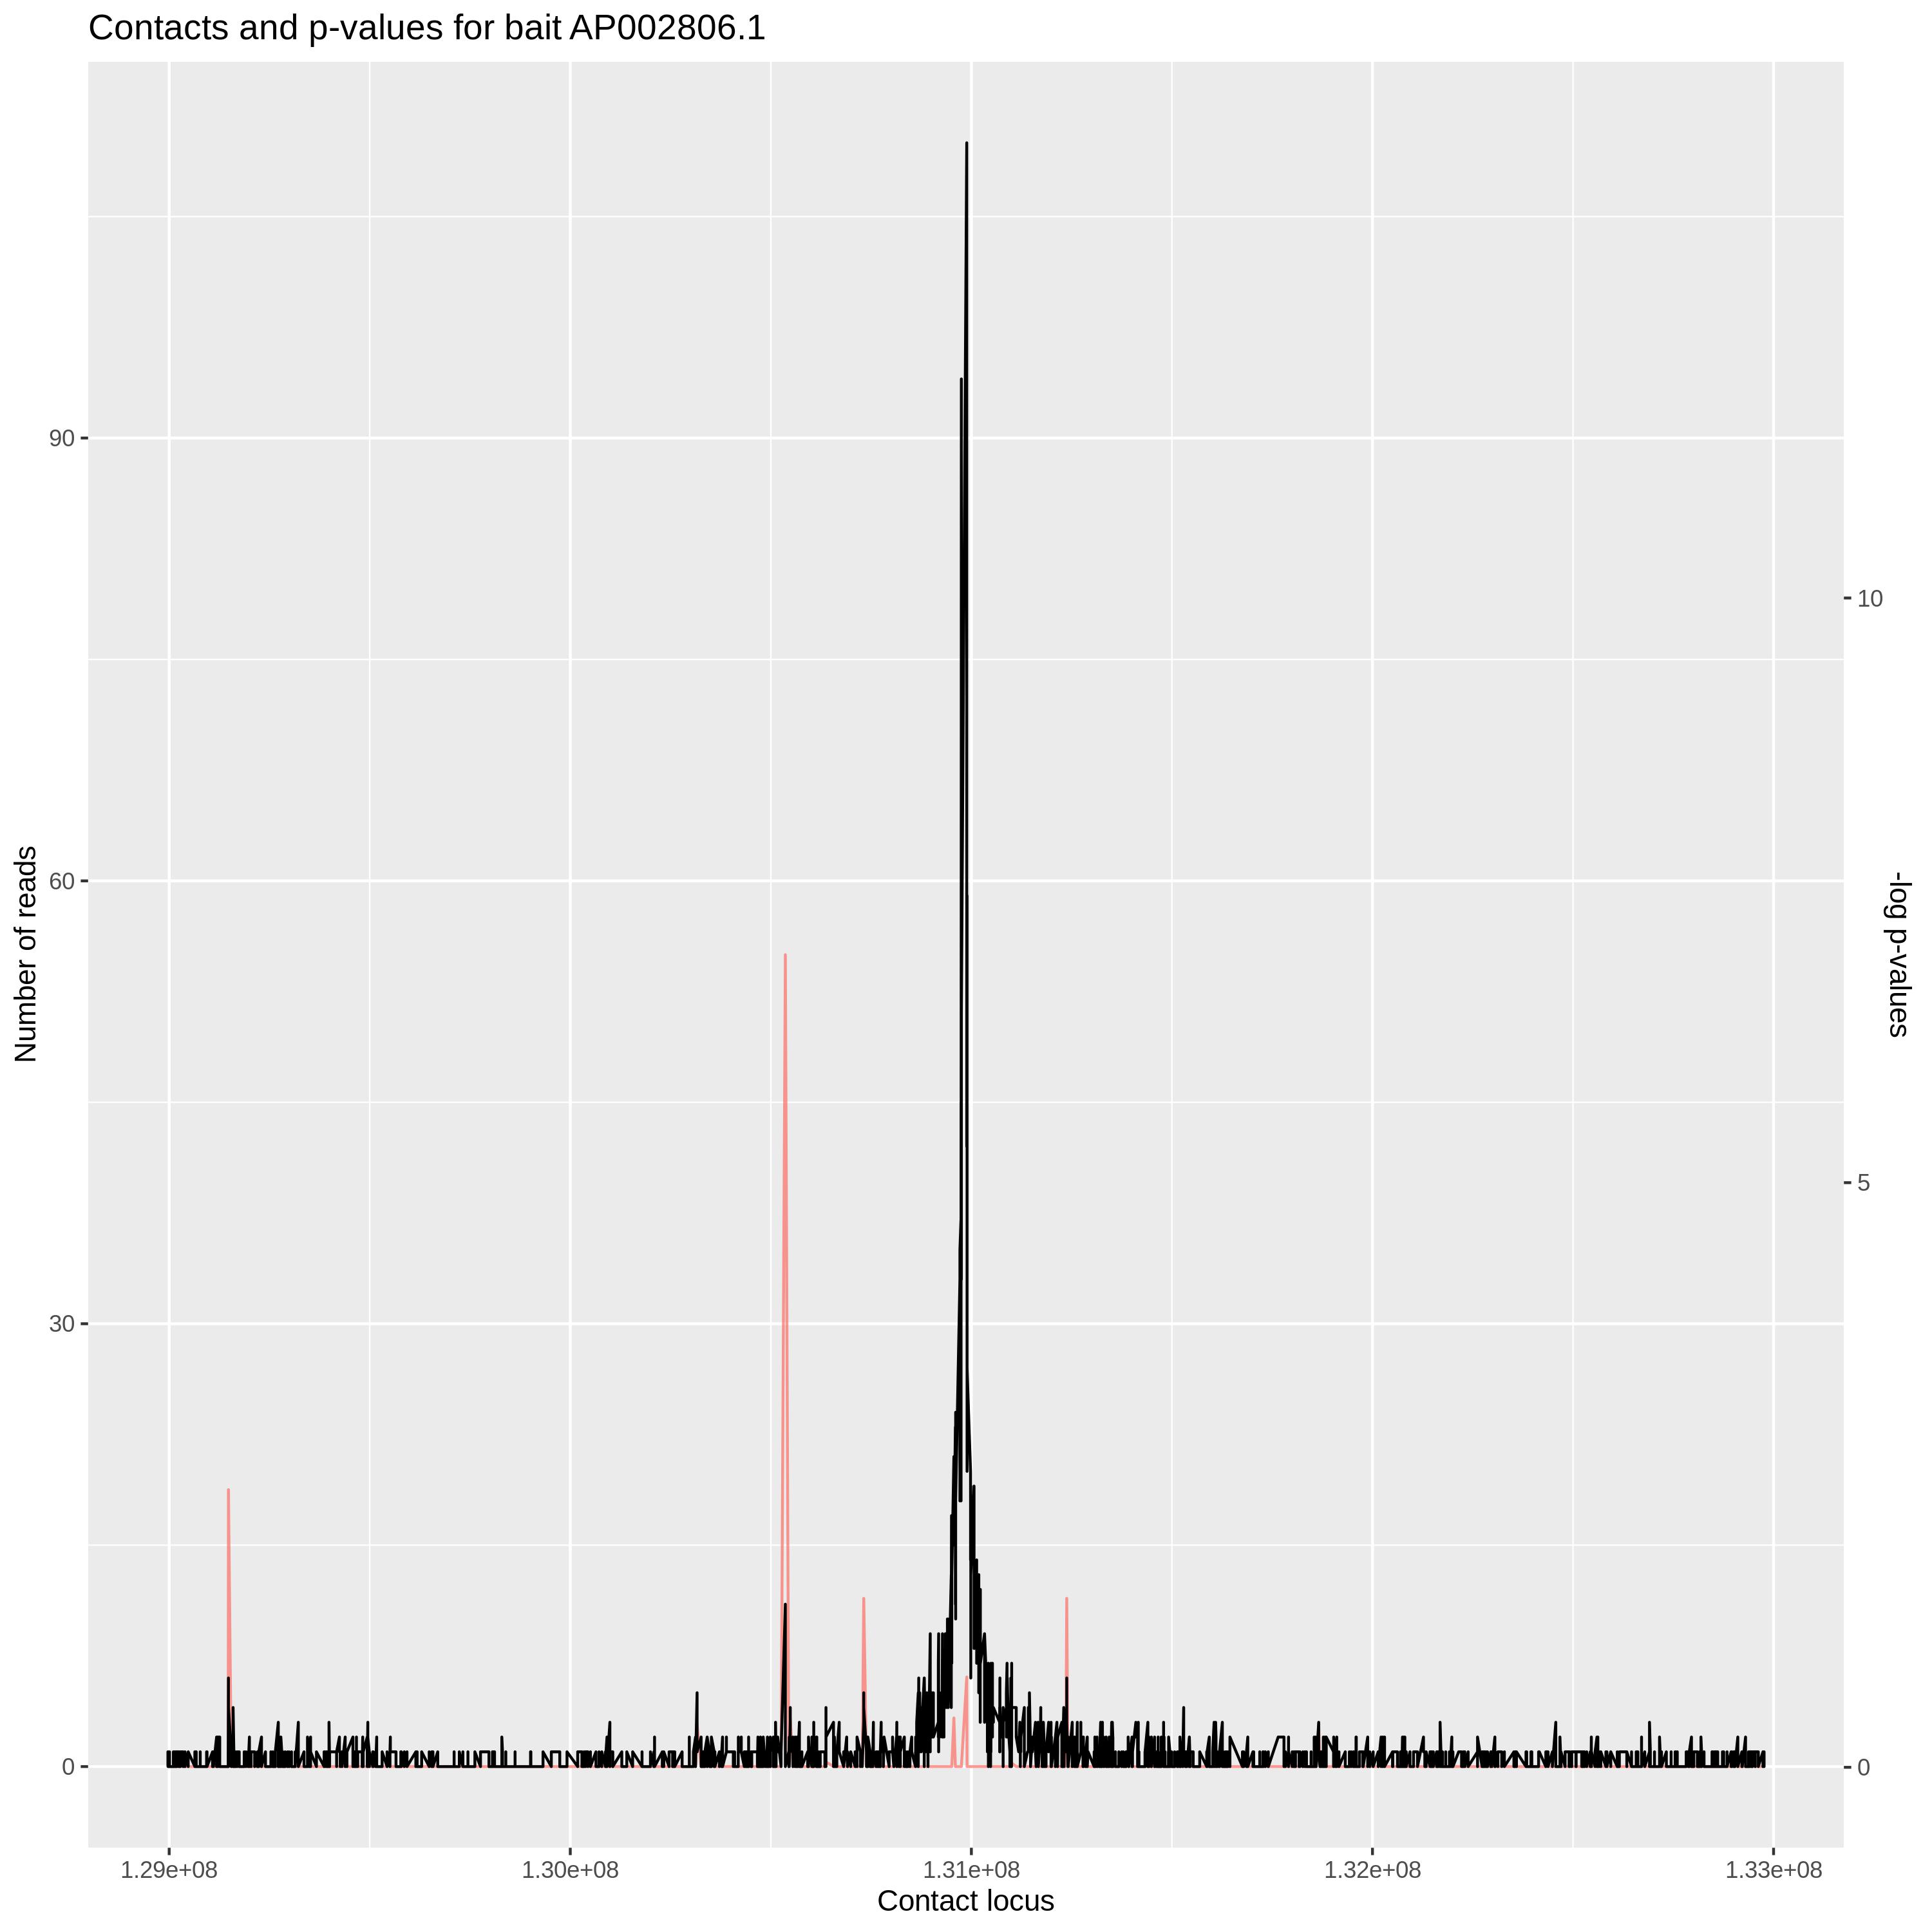 Contacts and p-values for bait AP002806.1
90
60
30
0
10
5
0
Number of reads
-log p-values
1.29e+08
1.30e+08
1.31e+08
1.32e+08
1.33e+08
Contact locus